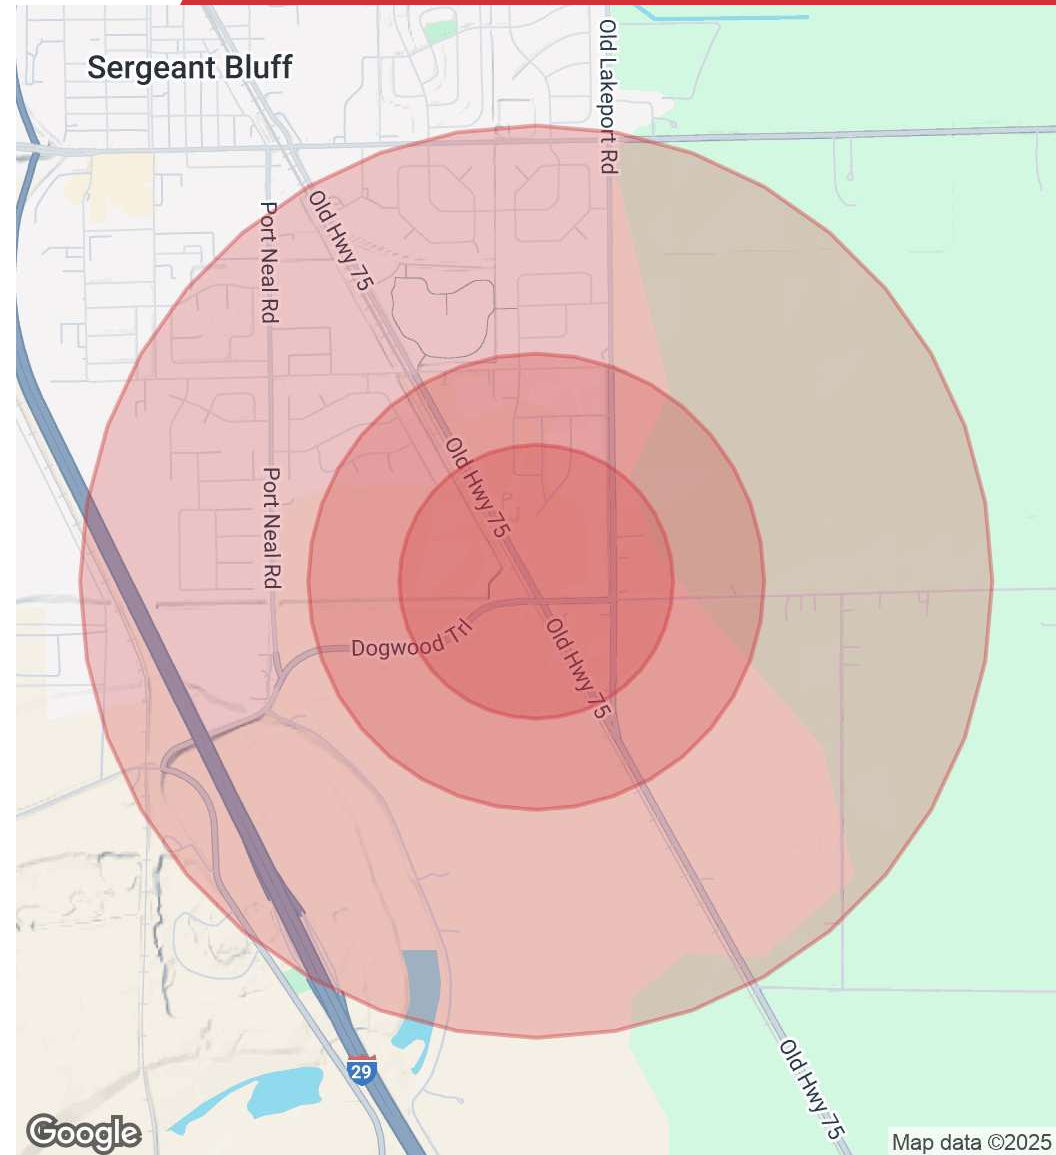 Sergeant Bluff
Old Lakeport Rd
Port Neal Rd
Old Hwy 75
Old Hwy 75
Port Neal Rd
Dogwood Trl
Old Hwy 75
29
Old Hwy 75
Google
Map data ©2025